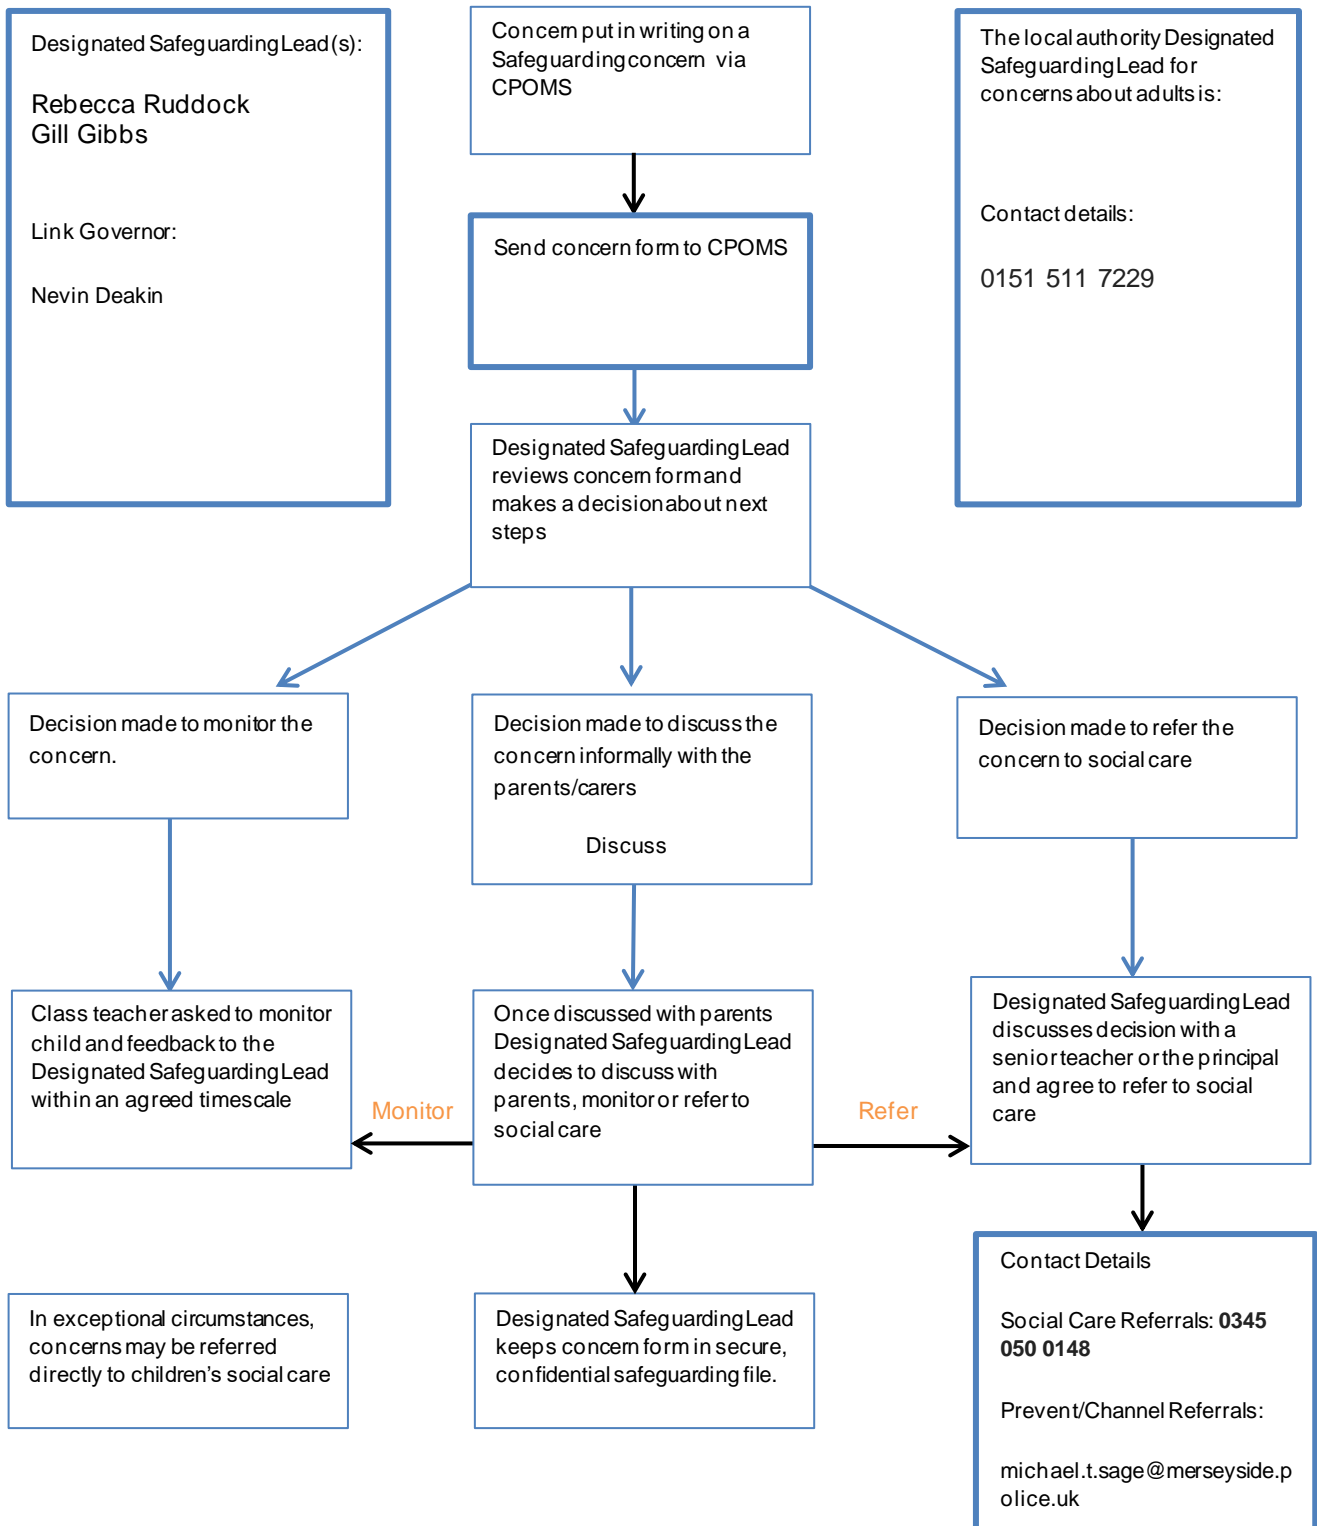 Designated Safeguarding Lead(s):
Rebecca Ruddock
Gill Gibbs
Link Governor:
Nevin Deakin
Concern put in writing on a
Safeguarding concern via
CPOMS
The local authority Designated
Safeguarding Lead for
concerns about adults is:
Contact details:
0151 511 7229
Send concern form to CPOMS
Designated Safeguarding Lead
reviews concern form and
makes a decision about next
steps
Decision made to monitor the
concern.
Decision made to discuss the
concern informally with the
parents/carers
Discuss
Decision made to refer the
concern to social care
Class teacher asked to monitor
child and feedback to the
Designated Safeguarding Lead
within an agreed timescale
Monitor
Once discussed with parents
Designated Safeguarding Lead
decides to discuss with
parents, monitor or refer to
social care
Refer
Designated Safeguarding Lead
discusses decision with a
senior teacher or the principal
and agree to refer to social
care
In exceptional circumstances,
concerns may be referred
directly to children's social care
Designated Safeguarding Lead
keeps concern form in secure,
confidential safeguarding file.
Contact Details
Social Care Referrals: 0345
050 0148
Prevent/Channel Referrals:
michael.t.sage@merseyside.p
olice.uk